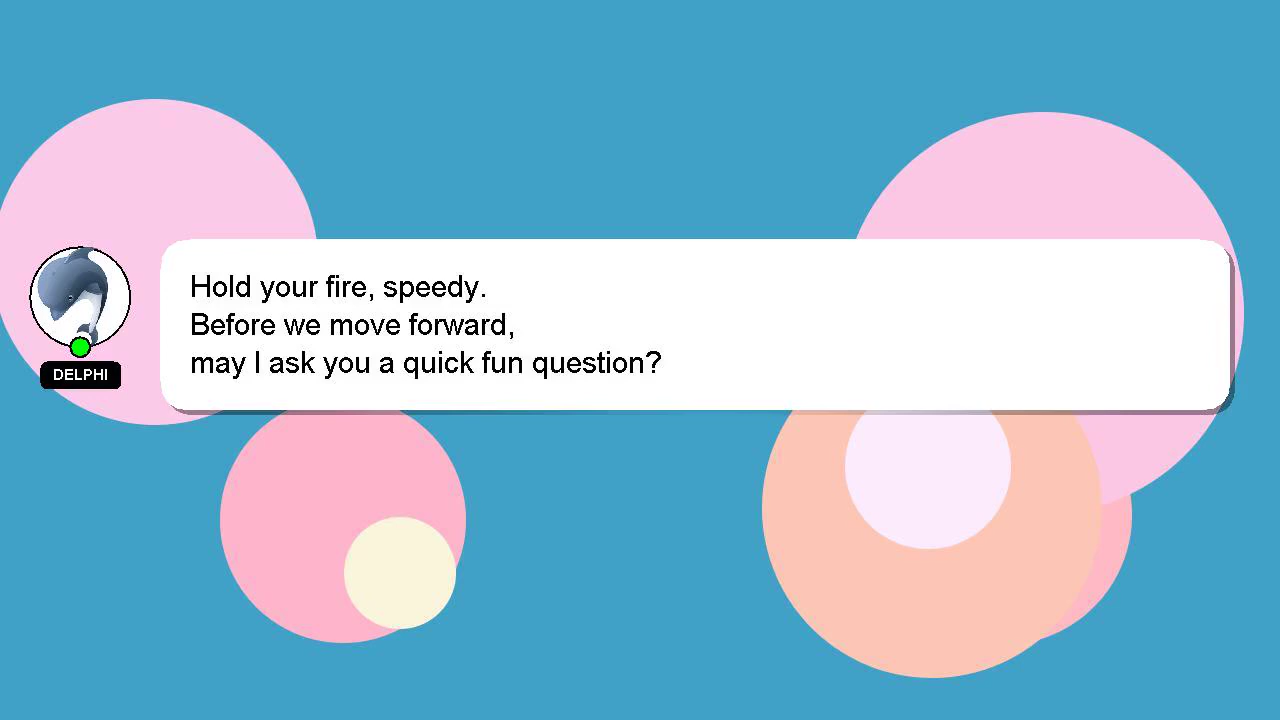 Hold your fire, speedy.
Before we move forward,
may I ask you a quick fun question?
DELPHI